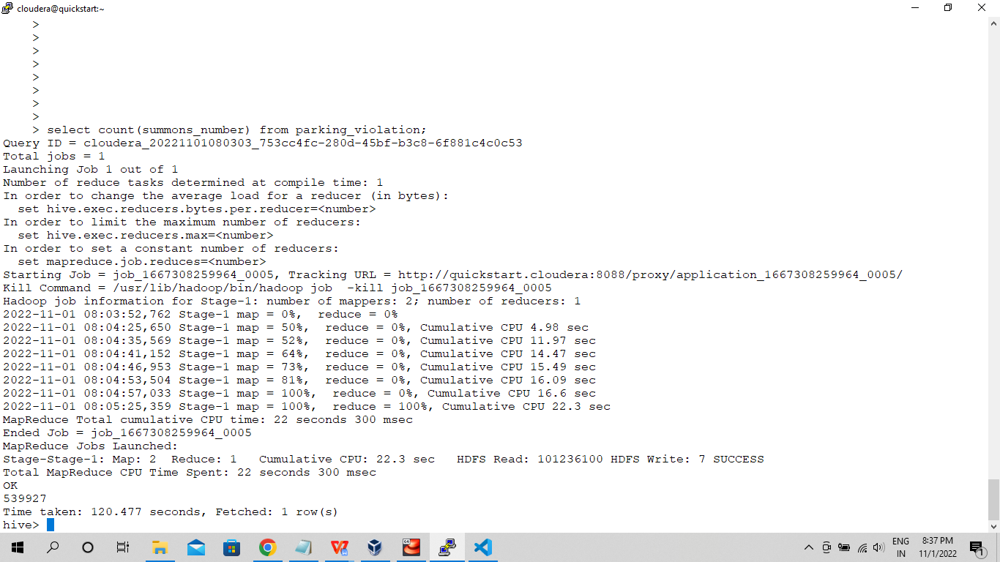 cloudera@quickstart:~
>
>
>
>
>
>
>
>
> select count(summons_number) from parking_violation;
Query ID = cloudera_20221101080303_753cc4fc-280d-45bf-b3c8-6f881c4c0c53
Total jobs = 1
Launching Job 1 out of 1
Number of reduce tasks determined at compile time: 1
In order to change the average load for a reducer (in bytes):
  set hive.exec.reducers.bytes.per.reducer=<number>
In order to limit the maximum number of reducers:
  set hive.exec.reducers.max=<number>
In order to set a constant number of reducers:
  set mapreduce.job.reduces=<number>
Starting Job = job_1667308259964_0005, Tracking URL = http://quickstart.cloudera:8088/proxy/application_1667308259964_0005/
Kill Command = /usr/lib/hadoop/bin/hadoop job  -kill job_1667308259964_0005
Hadoop job information for Stage-1: number of mappers: 2; number of reducers: 1
2022-11-01 08:03:52,762 Stage-1 map = 0%,  reduce = 0%
2022-11-01 08:04:25,650 Stage-1 map = 50%,  reduce = 0%, Cumulative CPU 4.98 sec
2022-11-01 08:04:35,569 Stage-1 map = 52%,  reduce = 0%, Cumulative CPU 11.97 sec
2022-11-01 08:04:41,152 Stage-1 map = 64%,  reduce = 0%, Cumulative CPU 14.47 sec
2022-11-01 08:04:46,953 Stage-1 map = 73%,  reduce = 0%, Cumulative CPU 15.49 sec
2022-11-01 08:04:53,504 Stage-1 map = 81%,  reduce = 0%, Cumulative CPU 16.09 sec
2022-11-01 08:04:57,033 Stage-1 map = 100%,  reduce = 0%, Cumulative CPU 16.6 sec
2022-11-01 08:05:25,359 Stage-1 map = 100%,  reduce = 100%, Cumulative CPU 22.3 sec
MapReduce Total cumulative CPU time: 22 seconds 300 msec
Ended Job = job_1667308259964_0005
MapReduce Jobs Launched:
Stage-Stage-1: Map: 2  Reduce: 1   Cumulative CPU: 22.3 sec   HDFS Read: 101236100 HDFS Write: 7 SUCCESS
Total MapReduce CPU Time Spent: 22 seconds 300 msec
OK
539927
Time taken: 120.477 seconds, Fetched: 1 row(s)
hive>
ENG
IN
8:37 PM
11/1/2022
1
64